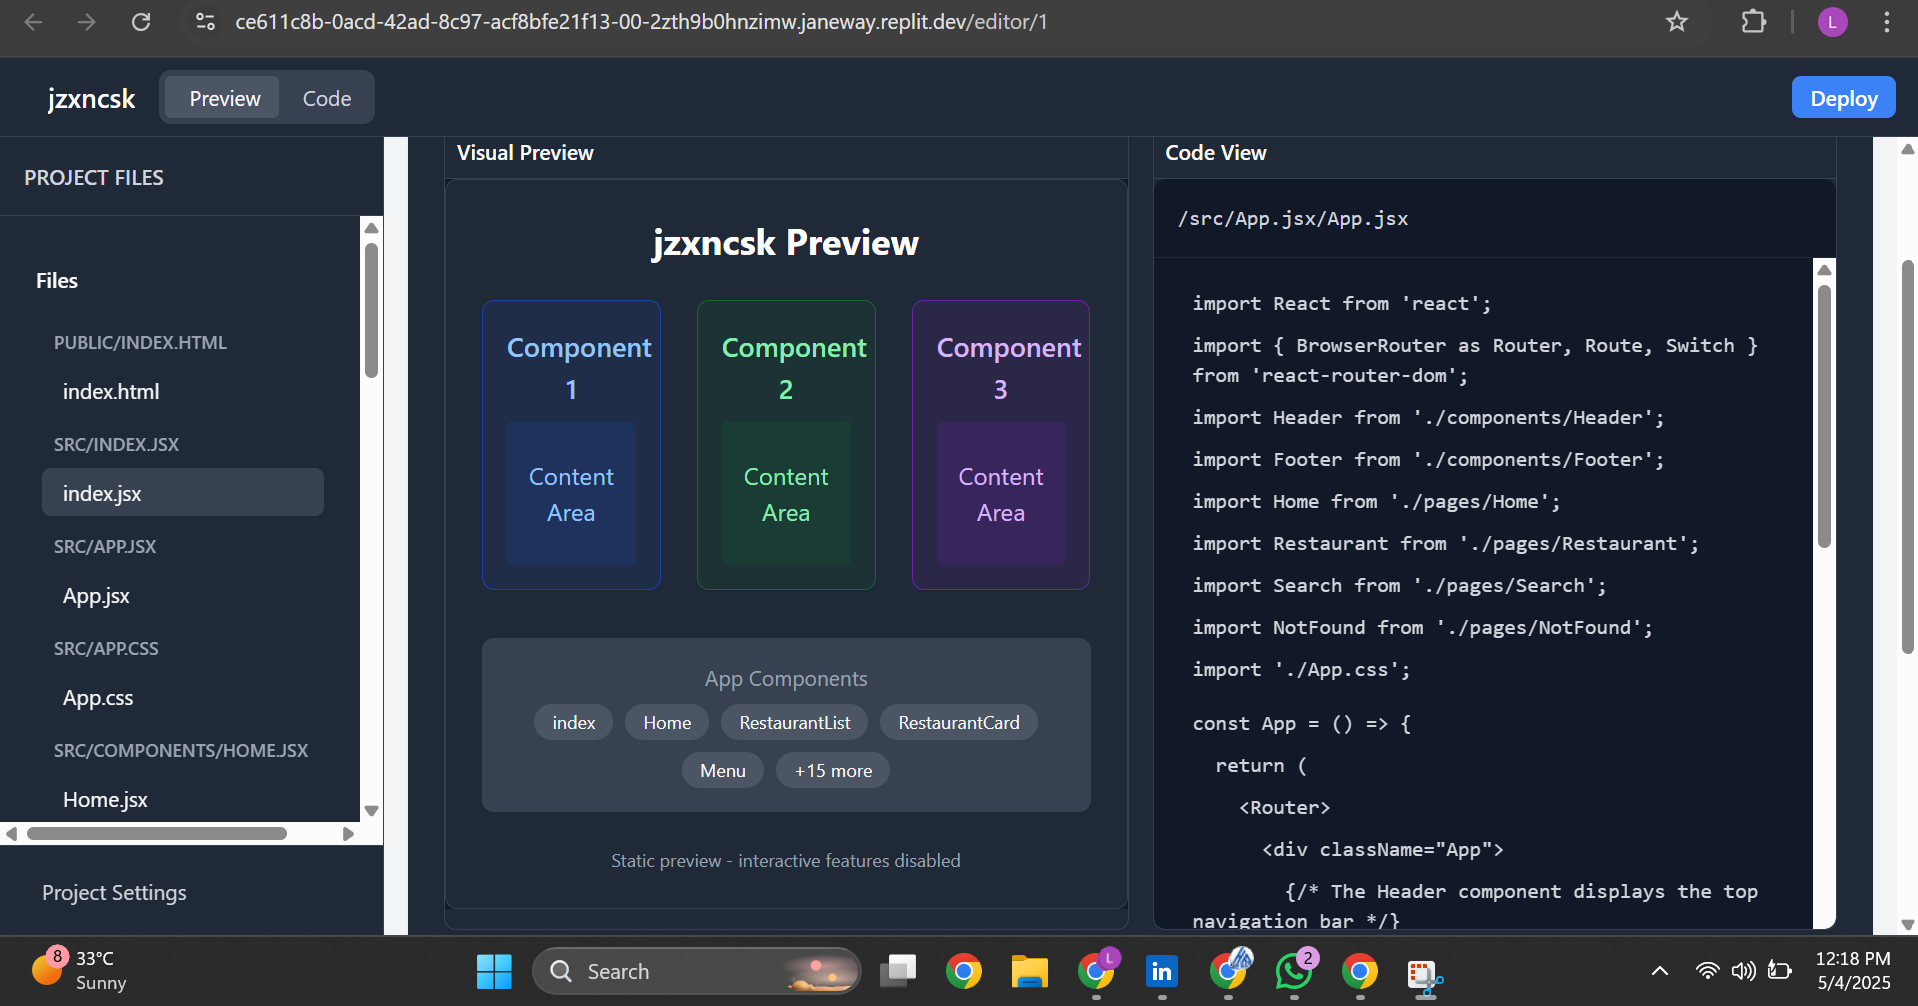 ce611c8b-0acd-42ad-8c97-acf8bfe21f13-00-2zth9b0hnzimw.janeway.replit.dev/editor/1
L
jzxncsk
Preview
Code
Deploy
PROJECT FILES
Files
PUBLIC/INDEX.HTML
index.html
SRC/INDEX.JSX
index.jsx
SRC/APP.JSX
App.jsx
SRC/APP.CSS
App.css
SRC/COMPONENTS/HOME.JSX
Home.jsx
Project Settings
Visual Preview
jzxncsk Preview
Component
1
Content
Area
Component
2
Content
Area
Component
3
Content
Area
App Components
index
Home
RestaurantList
RestaurantCard
Menu
+15 more
Static preview - interactive features disabled
Code View
/src/App.jsx/App.jsx
import React from 'react';
import { BrowserRouter as Router, Route, Switch }
from 'react-router-dom';
import Header from './components/Header';
import Footer from './components/Footer';
import Home from './pages/Home';
import Restaurant from './pages/Restaurant';
import Search from './pages/Search';
import NotFound from './pages/NotFound';
import './App.css';
const App = () => {
return (
<Router>
<div className="App">
{/* The Header component displays the top
navigation bar */}
8
33°C
Sunny
Search
L
in
2
12:18 PM
5/4/2025